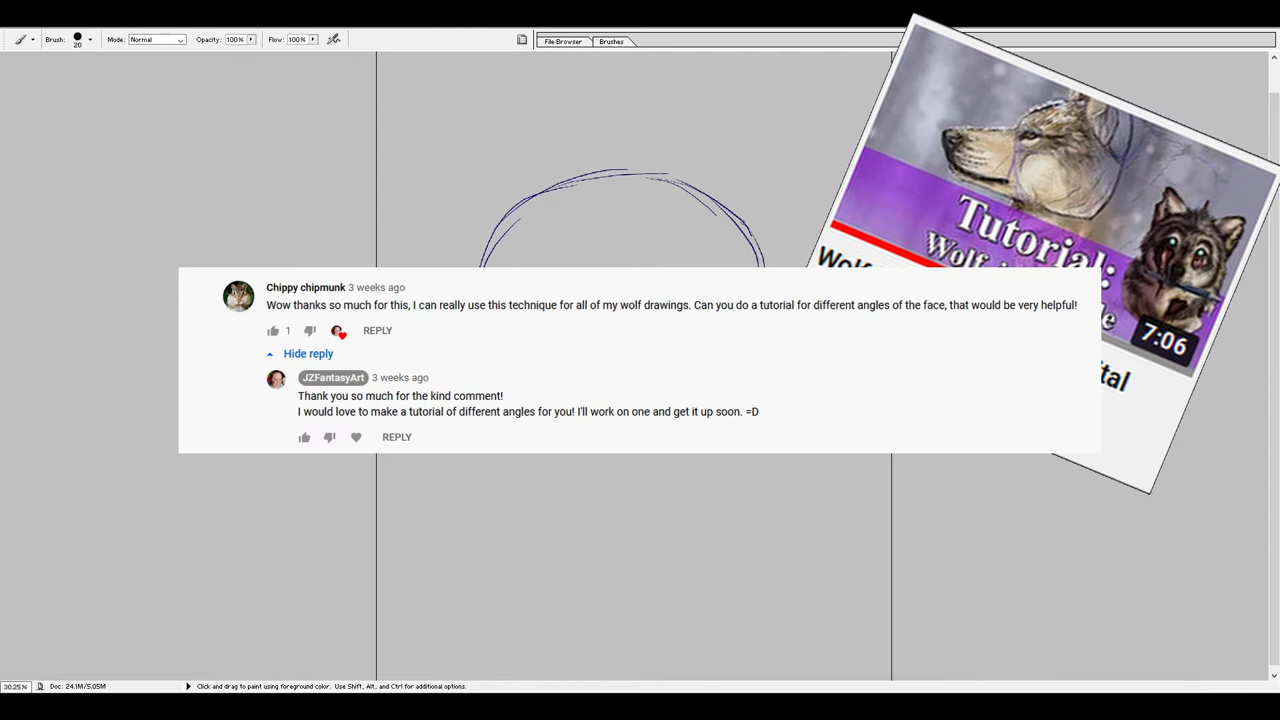 Brush: 20 Mode: Normal Opacity: 100% Flow: 100% File Browser Brushes
Tutorial:
Wolf
7:06
Chippy chipmunk 3 weeks ago
Wow thanks so much for this, I can really use this technique for all of my wolf drawings. Can you do a tutorial for different angles of the face, that would be very helpful!
1 REPLY
Hide reply
JZFantasyArt 3 weeks ago
Thank you so much for the kind comment!
I would love to make a tutorial of different angles for you! I'll work on one and get it up soon. =D
REPLY
30.25% Doc: 24.1M/5.05M Click and drag to paint using foreground color. Use Shift, Alt, and Ctrl for additional options.